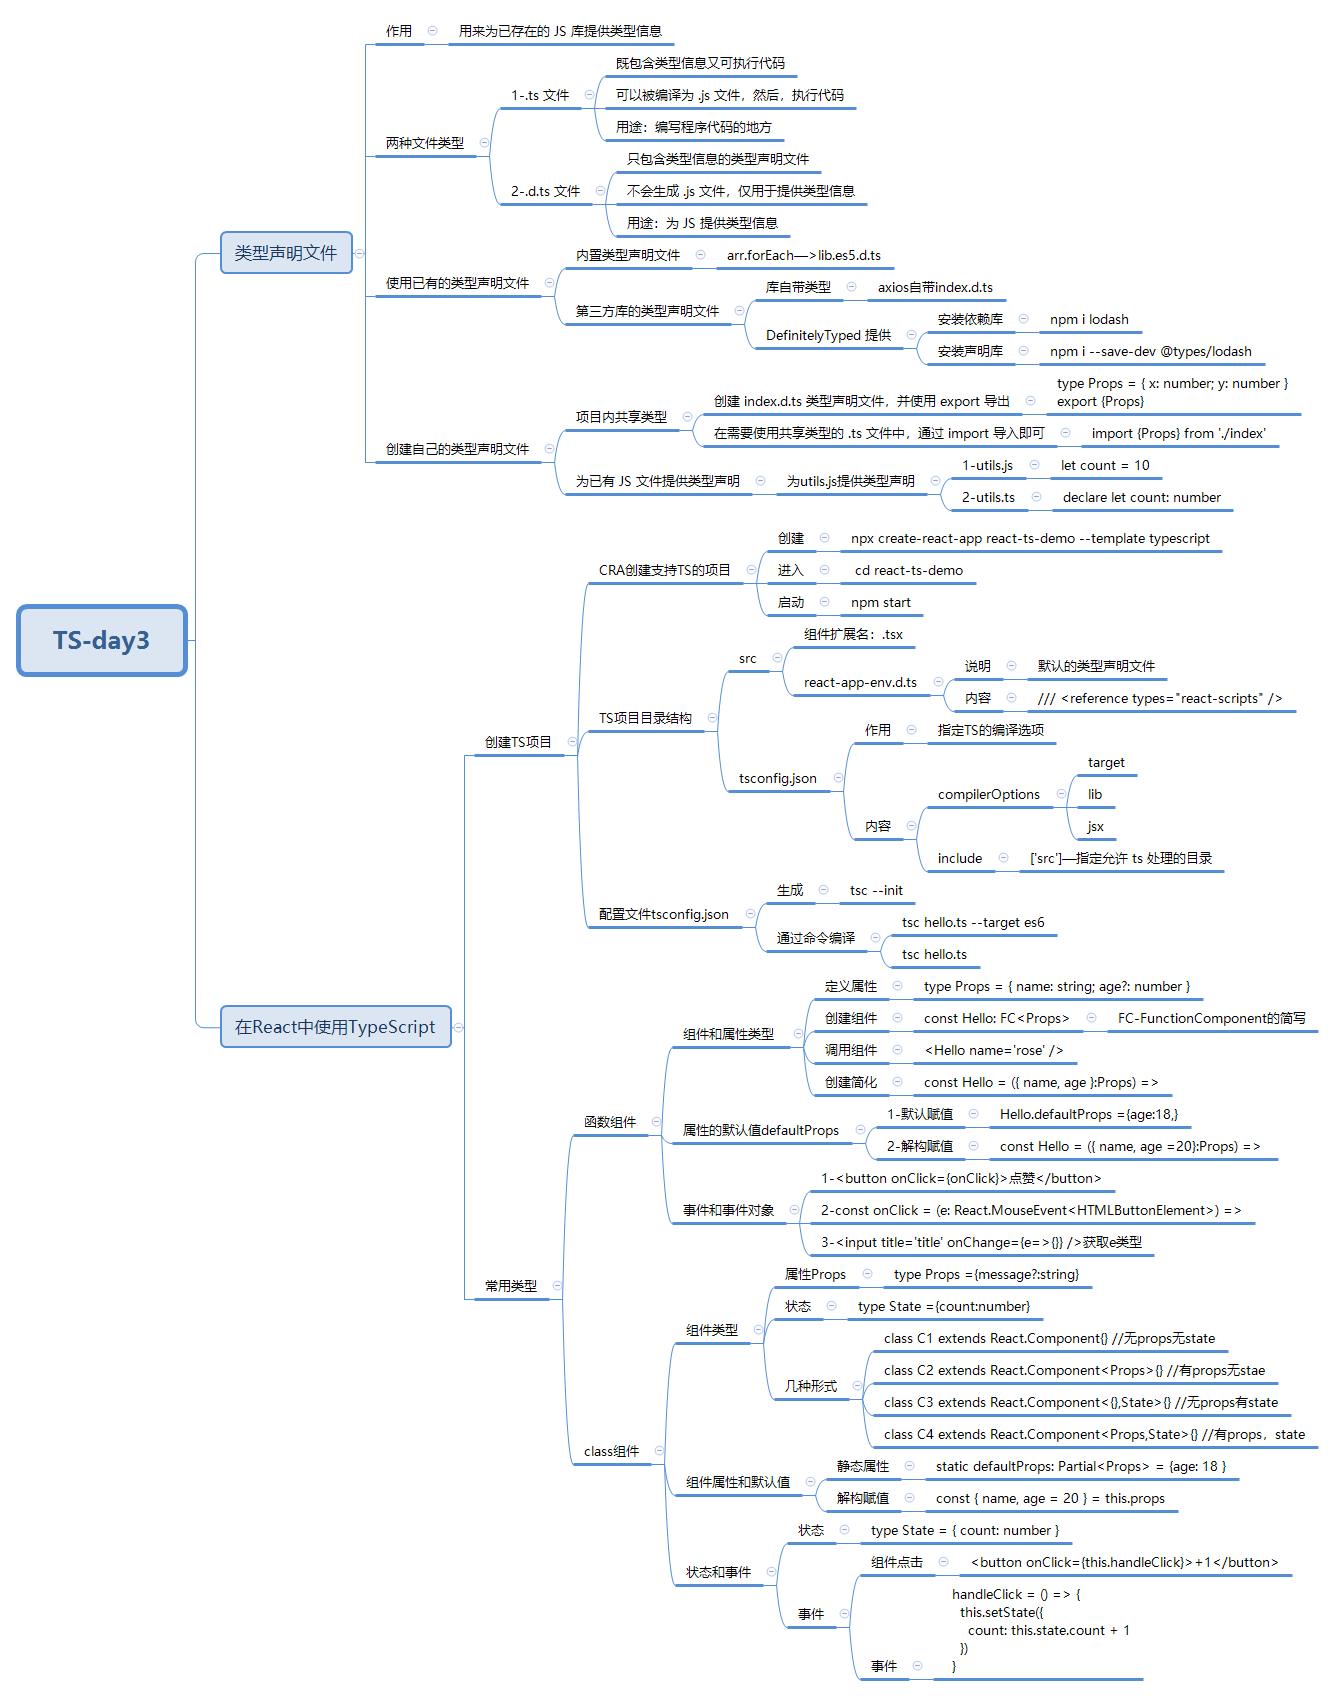 TS-day3
类型声明文件
作用
用来为已存在的 JS 库提供类型信息
两种文件类型
1-.ts 文件
既包含类型信息又可执行代码
可以被编译为 .js 文件，然后，执行代码
用途：编写程序代码的地方
2-.d.ts 文件
只包含类型信息的类型声明文件
不会生成 .js 文件，仅用于提供类型信息
用途：为 JS 提供类型信息
使用已有的类型声明文件
内置类型声明文件
arr.forEach—>lib.es5.d.ts
第三方库的类型声明文件
库自带类型
axios自带index.d.ts
DefinitelyTyped 提供
安装依赖库
npm i lodash
安装声明库
npm i --save-dev @types/lodash
创建自己的类型声明文件
项目内共享类型
创建 index.d.ts 类型声明文件，并使用 export 导出
type Props = { x: number; y: number }
export {Props}
在需要使用共享类型的 .ts 文件中，通过 import 导入即可
import {Props} from './index'
为已有 JS 文件提供类型声明
为utils.js提供类型声明
1-utils.js
let count = 10
2-utils.ts
declare let count: number
在React中使用TypeScript
创建TS项目
CRA创建支持TS的项目
创建
npx create-react-app react-ts-demo --template typescript
进入
cd react-ts-demo
启动
npm start
TS项目目录结构
src
组件扩展名：.tsx
react-app-env.d.ts
说明
默认的类型声明文件
内容
/// <reference types="react-scripts" />
tsconfig.json
作用
指定TS的编译选项
内容
compilerOptions
target
lib
jsx
include
['src']—指定允许 ts 处理的目录
配置文件tsconfig.json
生成
tsc --init
通过命令编译
tsc hello.ts --target es6
tsc hello.ts
常用类型
函数组件
组件和属性类型
定义属性
type Props = { name: string; age?: number }
创建组件
const Hello: FC<Props>
FC-FunctionComponent的简写
调用组件
<Hello name='rose' />
创建简化
const Hello = ({ name, age }:Props) =>
属性的默认值defaultProps
1-默认赋值
Hello.defaultProps ={age:18,}
2-解构赋值
const Hello = ({ name, age =20}:Props) =>
事件和事件对象
1-<button onClick={onClick}>点赞</button>
2-const onClick = (e: React.MouseEvent<HTMLButtonElement>) =>
3-<input title='title' onChange={e=>{}} />获取e类型
class组件
组件类型
属性Props
type Props ={message?:string}
状态
type State ={count:number}
几种形式
class C1 extends React.Component{} //无props无state
class C2 extends React.Component<Props>{} //有props无stae
class C3 extends React.Component<{},State>{} //无props有state
class C4 extends React.Component<Props,State>{} //有props，state
组件属性和默认值
静态属性
static defaultProps: Partial<Props> = {age: 18 }
解构赋值
const { name, age = 20 } = this.props
状态和事件
状态
type State = { count: number }
事件
组件点击
<button onClick={this.handleClick}>+1</button>
事件
handleClick = () => {
this.setState({
count: this.state.count + 1
})
}